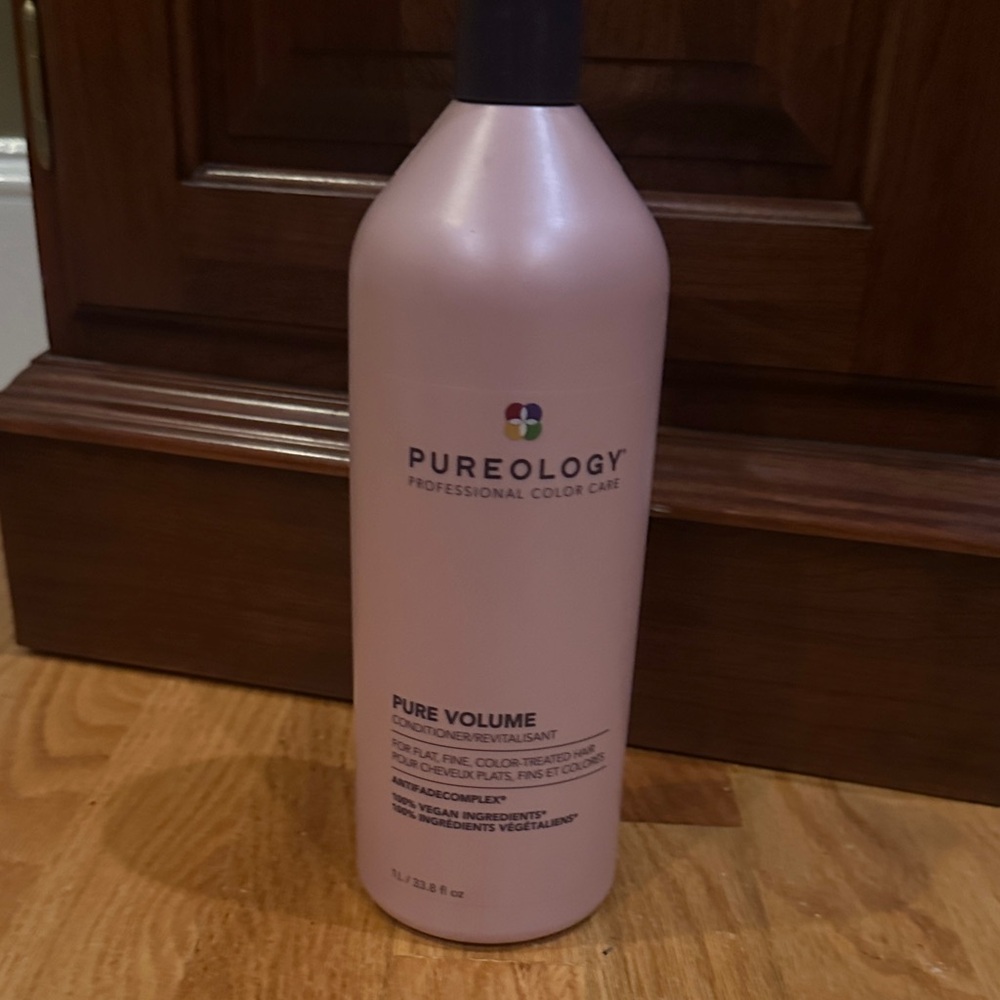 PUREOLOGY
PROFESSIONAL COLOR CARE
PURE VOLUME
CONDITIONER/REVITALISANT
FOR FLAT, FINE, COLOR-TREATED HAIR
POUR CHEVEUX PLATS, FINS ET COLORÉS
ANTIFADECOMPLEX®
100% VEGAN INGREDIENTS*
100% INGRÉDIENTS VÉGÉTALIENS*
1L / 33.8 fl oz